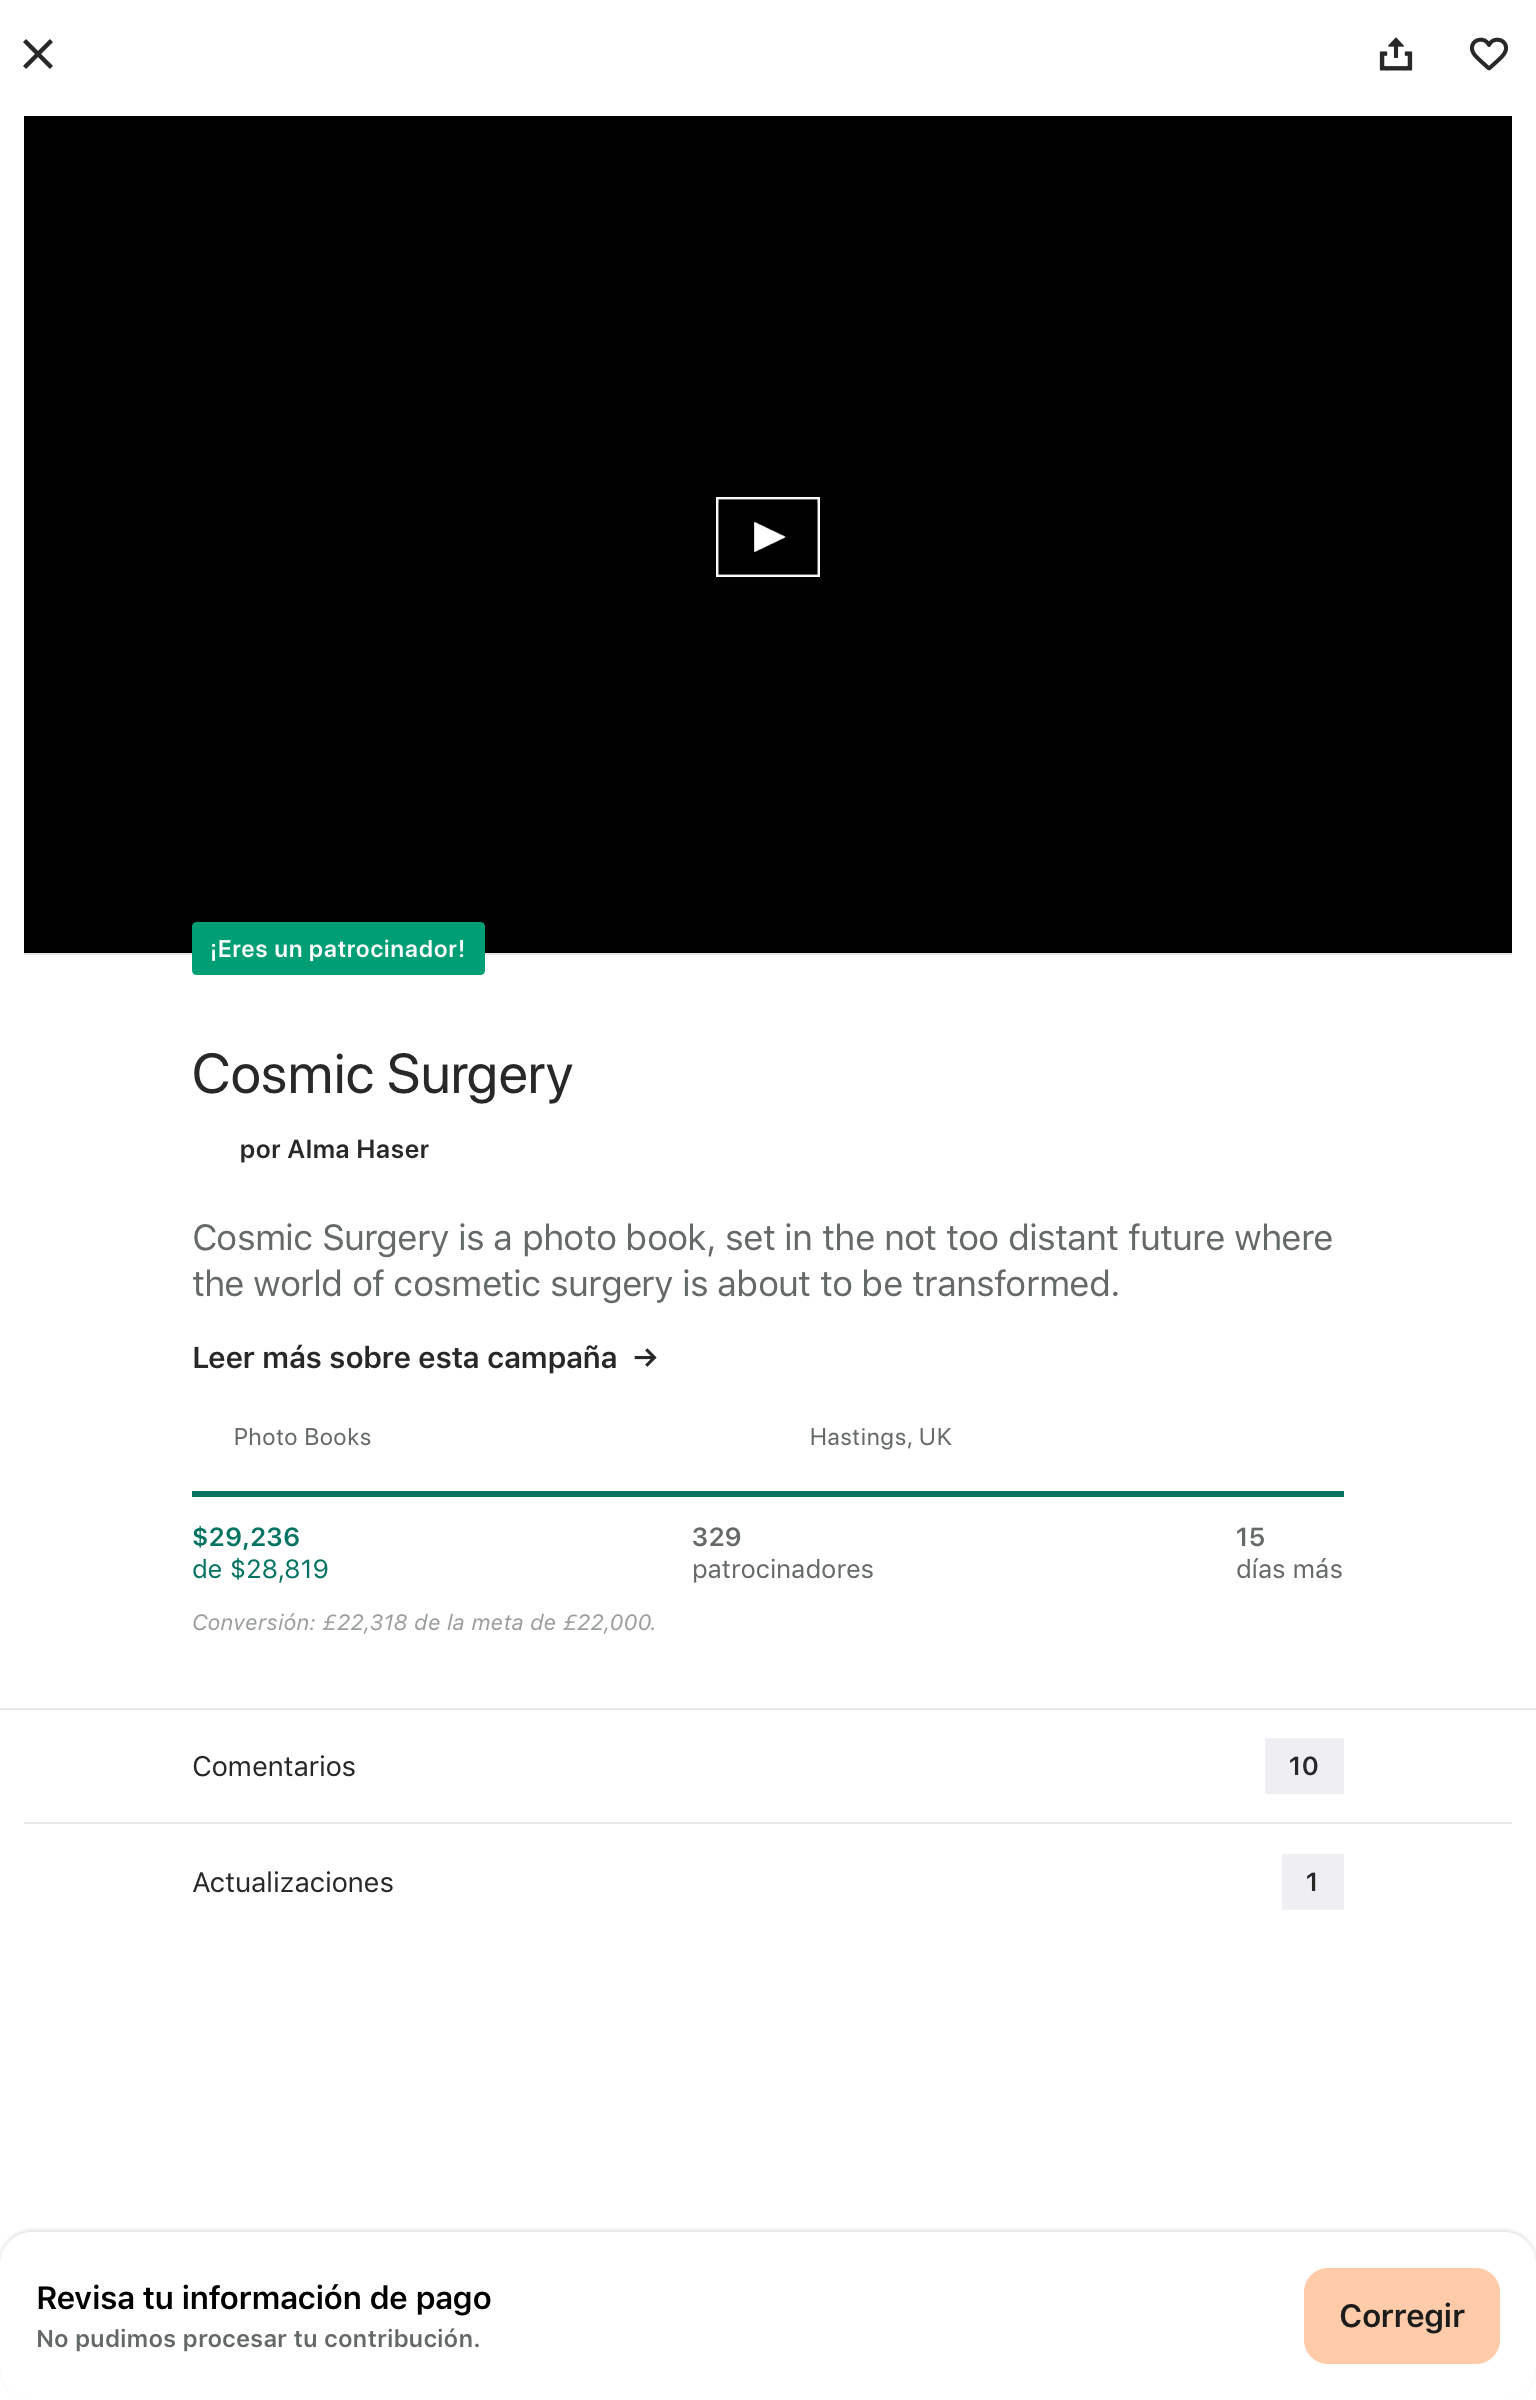 ¡Eres un patrocinador!
Cosmic Surgery
por Alma Haser
Cosmic Surgery is a photo book, set in the not too distant future where
the world of cosmetic surgery is about to be transformed.
Leer más sobre esta campaña →
Photo Books
Hastings, UK
$29,236
de $28,819
329
patrocinadores
15
días más
Conversión: £22,318 de la meta de £22,000.
Comentarios
10
Actualizaciones
1
Revisa tu información de pago
No pudimos procesar tu contribución.
Corregir